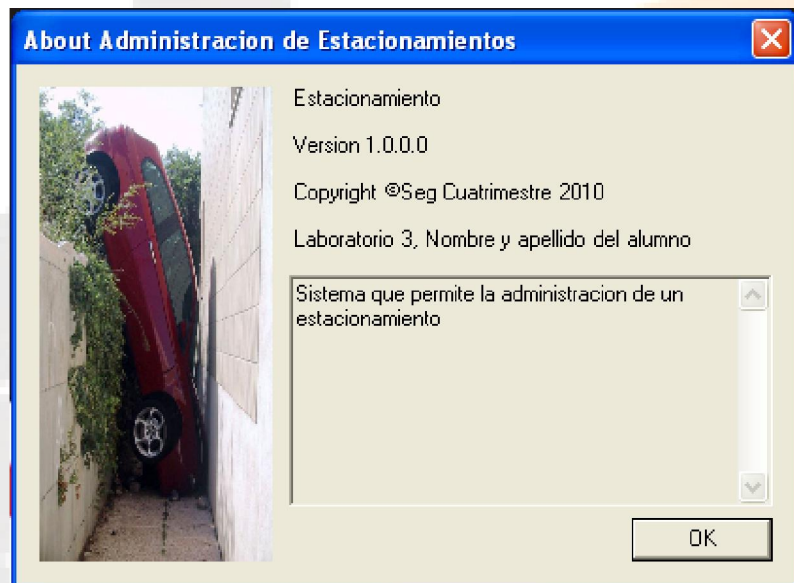 About Administracion de Estacionamientos
Estacionamiento
Version 1.0.0.0
Copyright ©Seg Cuatrimestre 2010
Laboratorio 3, Nombre y apellido del alumno
Sistema que permite la administracion de un
estacionamiento
OK